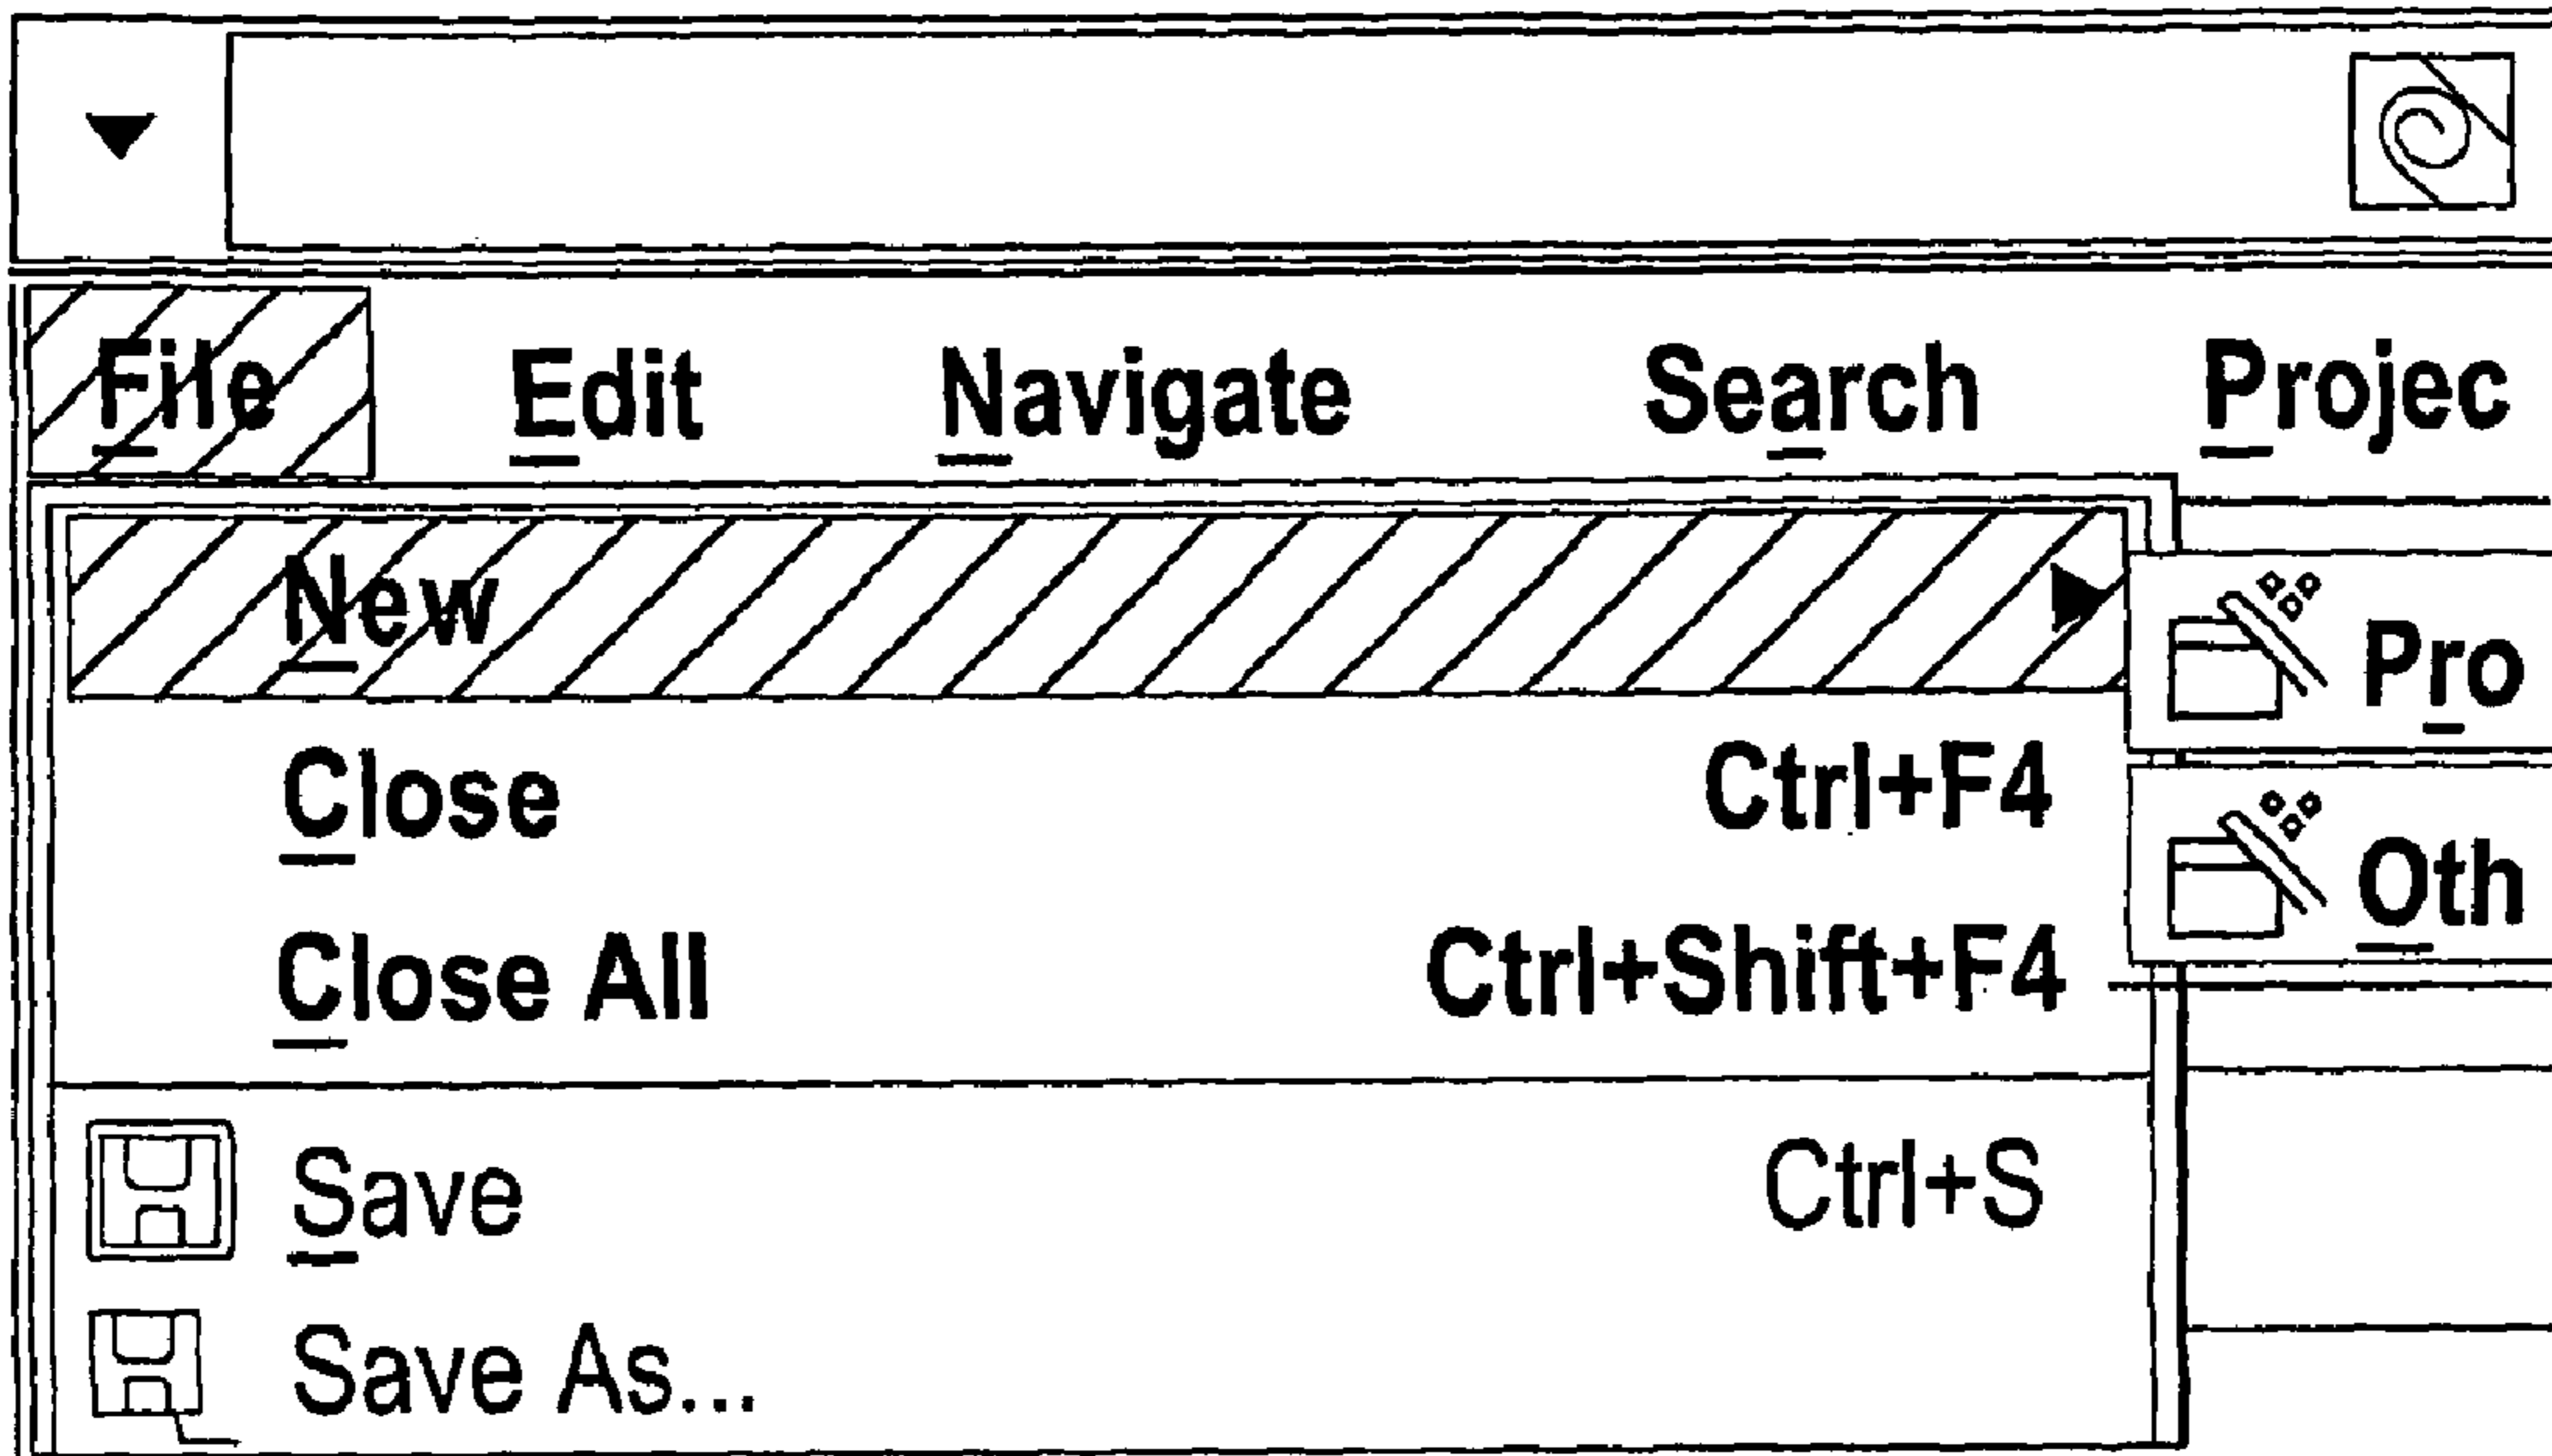 File Edit Navigate Search Projec
New
Pro
Close Ctrl+F4
Oth
Close All Ctrl+Shift+F4
Save Ctrl+S
Save As...